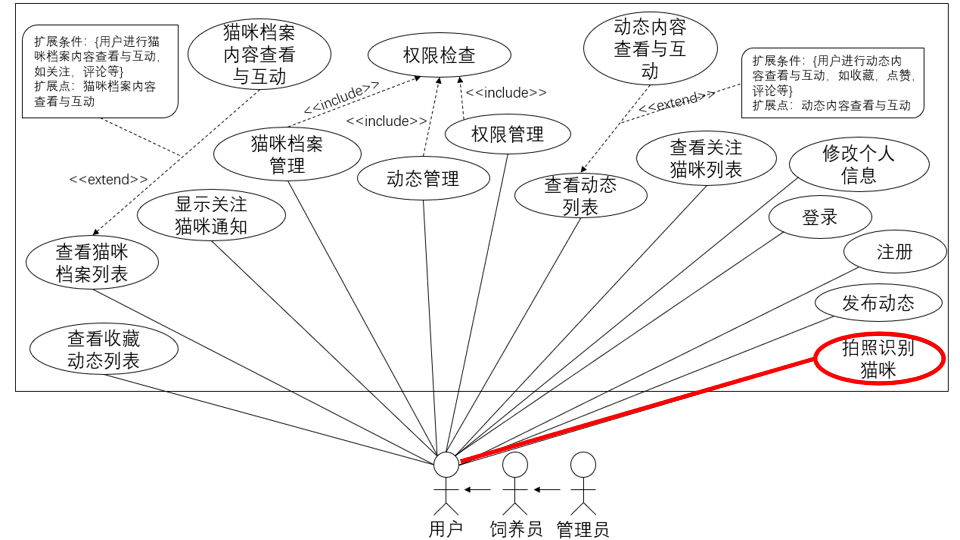 扩展条件：{用户进行猫
咪档案内容查看与互动，
如关注，评论等}
扩展点：猫咪档案内容
查看与互动
猫咪档案
内容查看
与互动
权限检查
动态内容
查看与互
动
扩展条件：{用户进行动态内
容查看与互动，如收藏，点赞，
评论等}
扩展点：动态内容查看与互动
<<include>>
<<include>>
<<include>>
<<extend>>
<<extend>>
猫咪档案
管理
动态管理
权限管理
查看动态
列表
查看关注
猫咪列表
修改个人
信息
显示关注
猫咪通知
登录
查看猫咪
档案列表
注册
发布动态
查看收藏
动态列表
拍照识别
猫咪
用户
饲养员
管理员